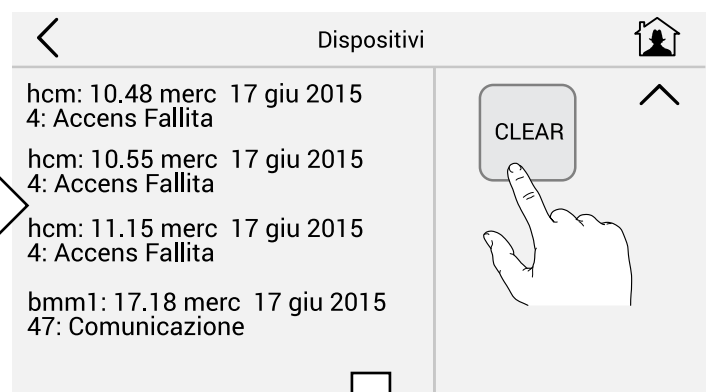 Dispositivi
hcm: 10.48 merc 17 giu 2015
4: Accens Fallita
hcm: 10.55 merc 17 giu 2015
4: Accens Fallita
hcm: 11.15 merc 17 giu 2015
4: Accens Fallita
bmm1: 17.18 merc 17 giu 2015
47: Comunicazione
CLEAR